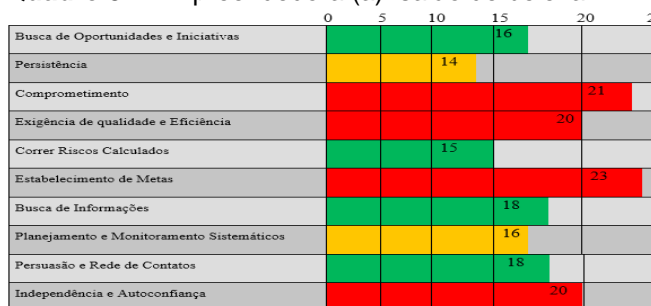 0 5 10 15 20
Busca de Oportunidades e Iniciativas 16
Persistência 14
Comprometimento 21
Exigência de qualidade e Eficiência 20
Correr Riscos Calculados 15
Estabelecimento de Metas 23
Busca de Informações 18
Planejamento e Monitoramento Sistemáticos 16
Persuasão e Rede de Contatos 18
Independência e Autoconfiança 20